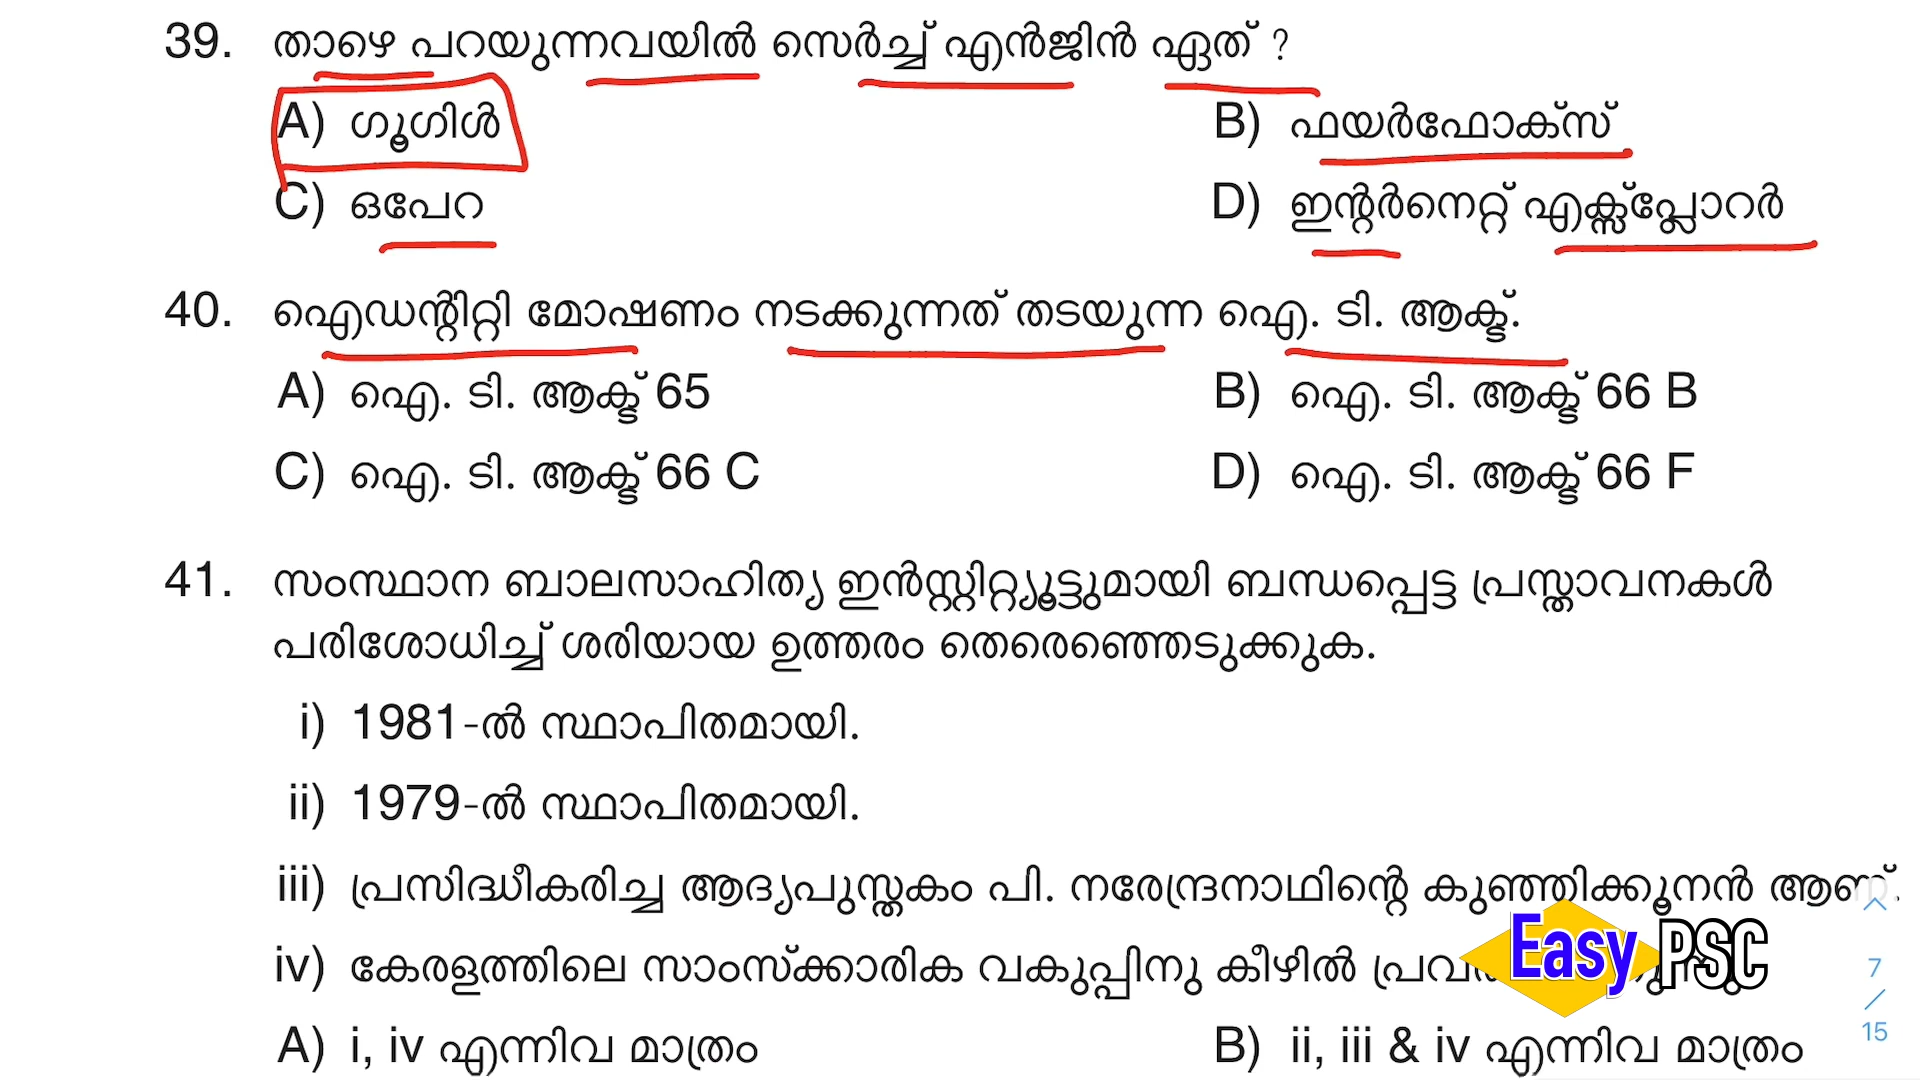 39. താഴെ പറയുന്നവയിൽ സെർച്ച് എൻജിൻ ഏത് ?
A) ഗൂഗിൾ B) ഫയർഫോക്സ്
C) ഒപേറ D) ഇന്റർനെറ്റ് എക്സ്പ്ലോറർ
40. ഐഡന്റിറ്റി മോഷണം നടക്കുന്നത് തടയുന്ന ഐ. ടി. ആക്ട്.
A) ഐ. ടി. ആക്ട് 65 B) ഐ. ടി. ആക്ട് 66 B
C) ഐ. ടി. ആക്ട് 66 C D) ഐ. ടി. ആക്ട് 66 F
41. സംസ്ഥാന ബാലസാഹിത്യ ഇൻസ്റ്റിറ്റ്യൂട്ടുമായി ബന്ധപ്പെട്ട പ്രസ്താവനകൾ
പരിശോധിച്ച് ശരിയായ ഉത്തരം തെരെഞ്ഞെടുക്കുക.
i) 1981-ൽ സ്ഥാപിതമായി.
ii) 1979-ൽ സ്ഥാപിതമായി.
iii) പ്രസിദ്ധീകരിച്ച ആദ്യപുസ്തകം പി. നരേന്ദ്രനാഥിന്റെ കുഞ്ഞിക്കൂനൻ ആണ്.
iv) കേരളത്തിലെ സാംസ്ക്കാരിക വകുപ്പിനു കീഴിൽ
Easy PSC
7 / 15
A) i, iv എന്നിവ മാത്രം B) ii, iii & iv എന്നിവ മാത്രം